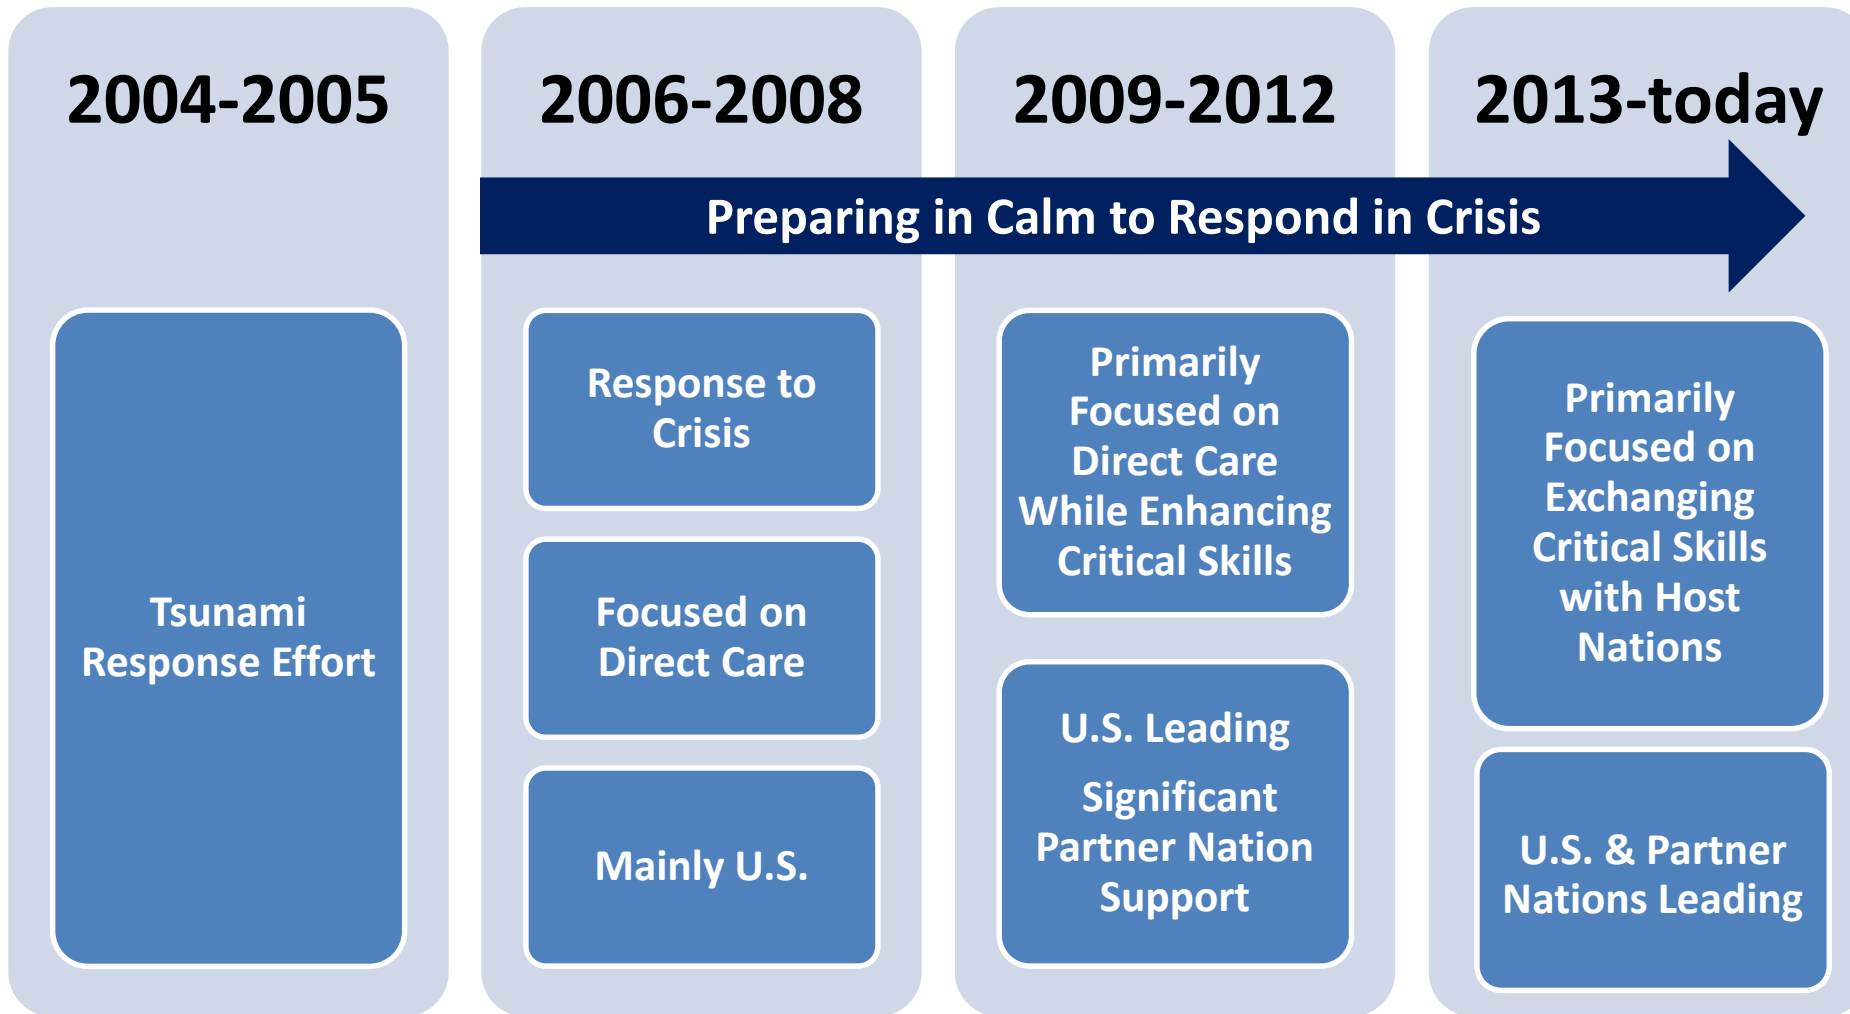 2004-2005
2006-2008
2009-2012
2013-today
Preparing in Calm to Respond in Crisis
Tsunami
Response Effort
Response to
Crisis
Focused on
Direct Care
Mainly U.S.
Primarily
Focused on
Direct Care
While Enhancing
Critical Skills
U.S. Leading
Significant
Partner Nation
Support
Primarily
Focused on
Exchanging
Critical Skills
with Host
Nations
U.S. & Partner
Nations Leading